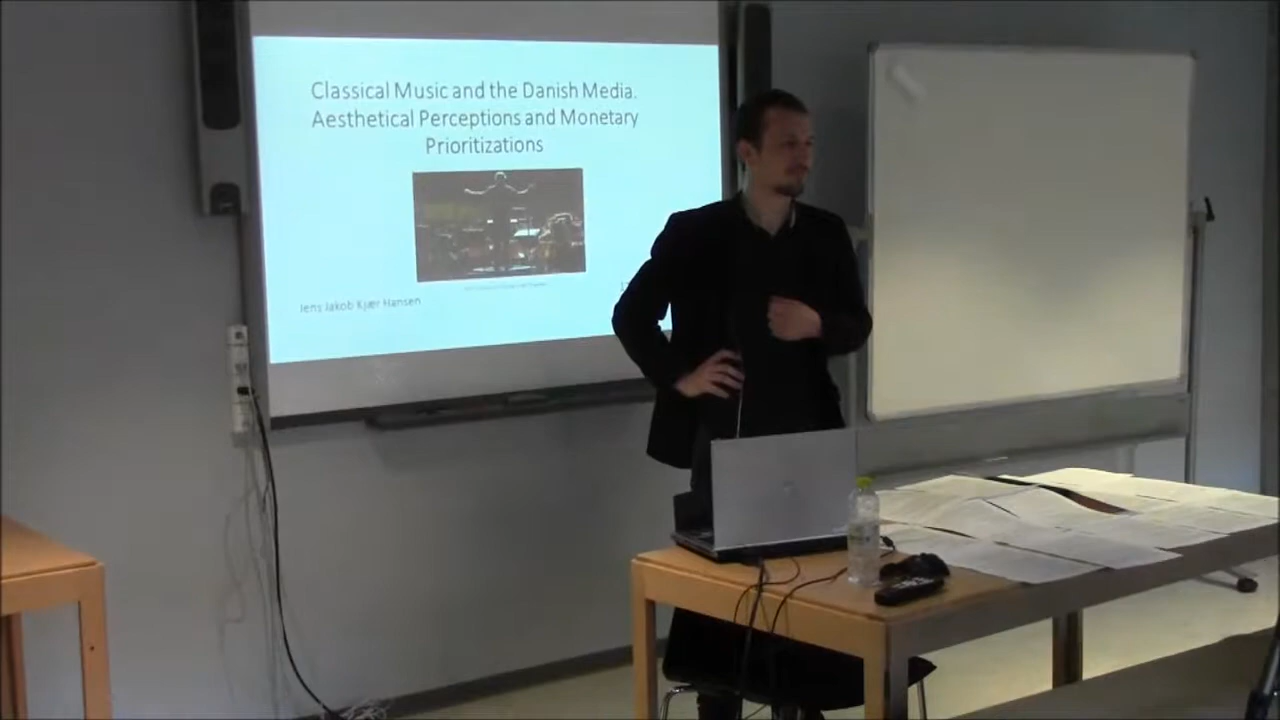 Classical Music and the Danish Media.
Aesthetical Perceptions and Monetary
Prioritizations
Jens Jakob Kjær Hansen